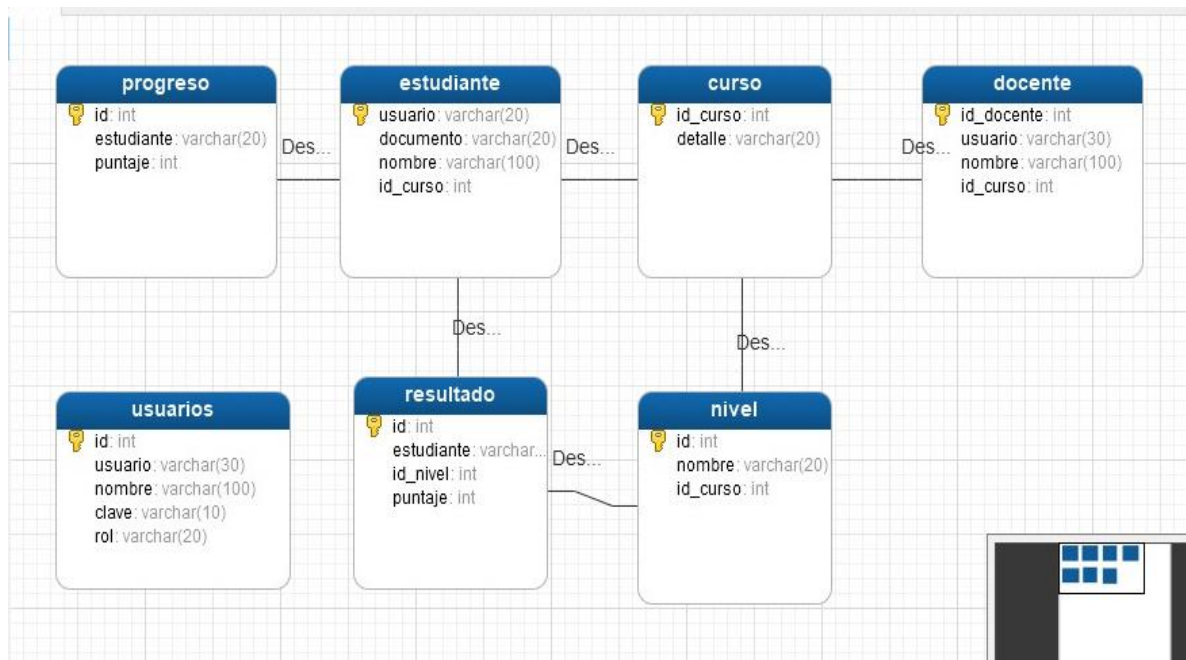 progreso
id: int
estudiante: varchar(20)
puntaje: int
Des...
estudiante
usuario: varchar(20)
documento: varchar(20)
nombre: varchar(100)
id_curso: int
Des...
curso
id_curso: int
detalle: varchar(20)
Des...
docente
id_docente: int
usuario: varchar(30)
nombre: varchar(100)
id_curso: int
Des...
Des...
usuarios
id: int
usuario: varchar(30)
nombre: varchar(100)
clave: varchar(10)
rol: varchar(20)
resultado
id: int
estudiante: varchar...
id_nivel: int
puntaje: int
Des...
nivel
id: int
nombre: varchar(20)
id_curso: int